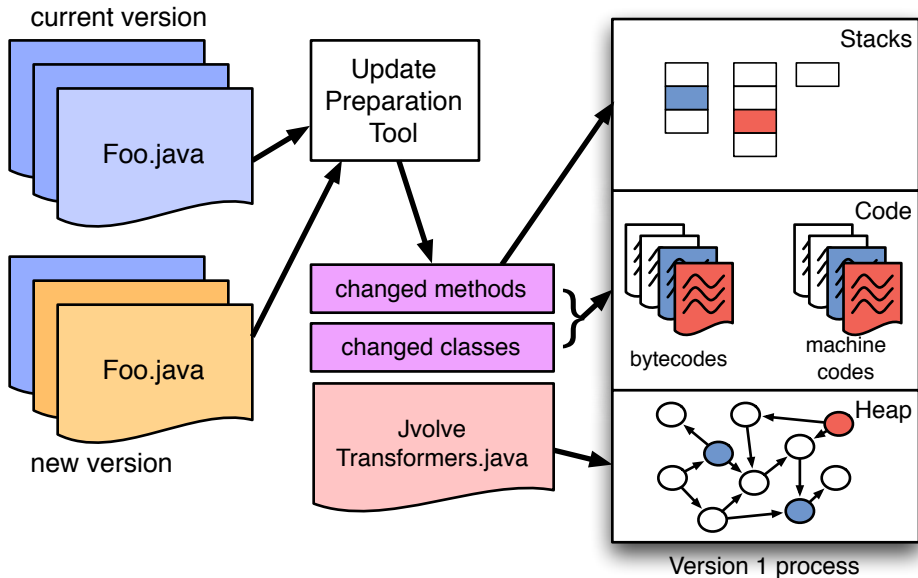 current version
Foo.java
Update
Preparation
Tool
Stacks
Code
bytecodes
machine
codes
changed methods
changed classes
Foo.java
new version
Jvolve
Transformers.java
Heap
Version 1 process